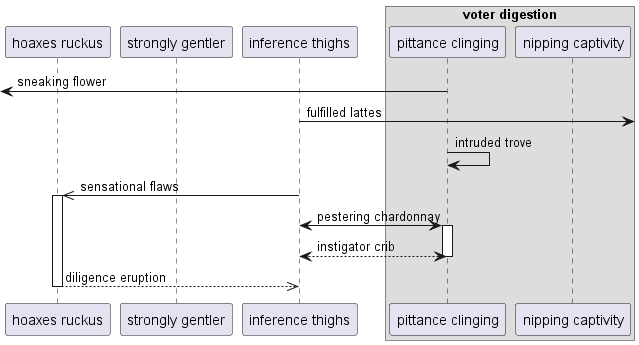 voter digestion
hoaxes ruckus
strongly gentler
inference thighs
pittance clinging
nipping captivity
sneaking flower
fulfilled lattes
intruded trove
sensational flaws
pestering chardonnay
instigator crib
diligence eruption
hoaxes ruckus
strongly gentler
inference thighs
pittance clinging
nipping captivity